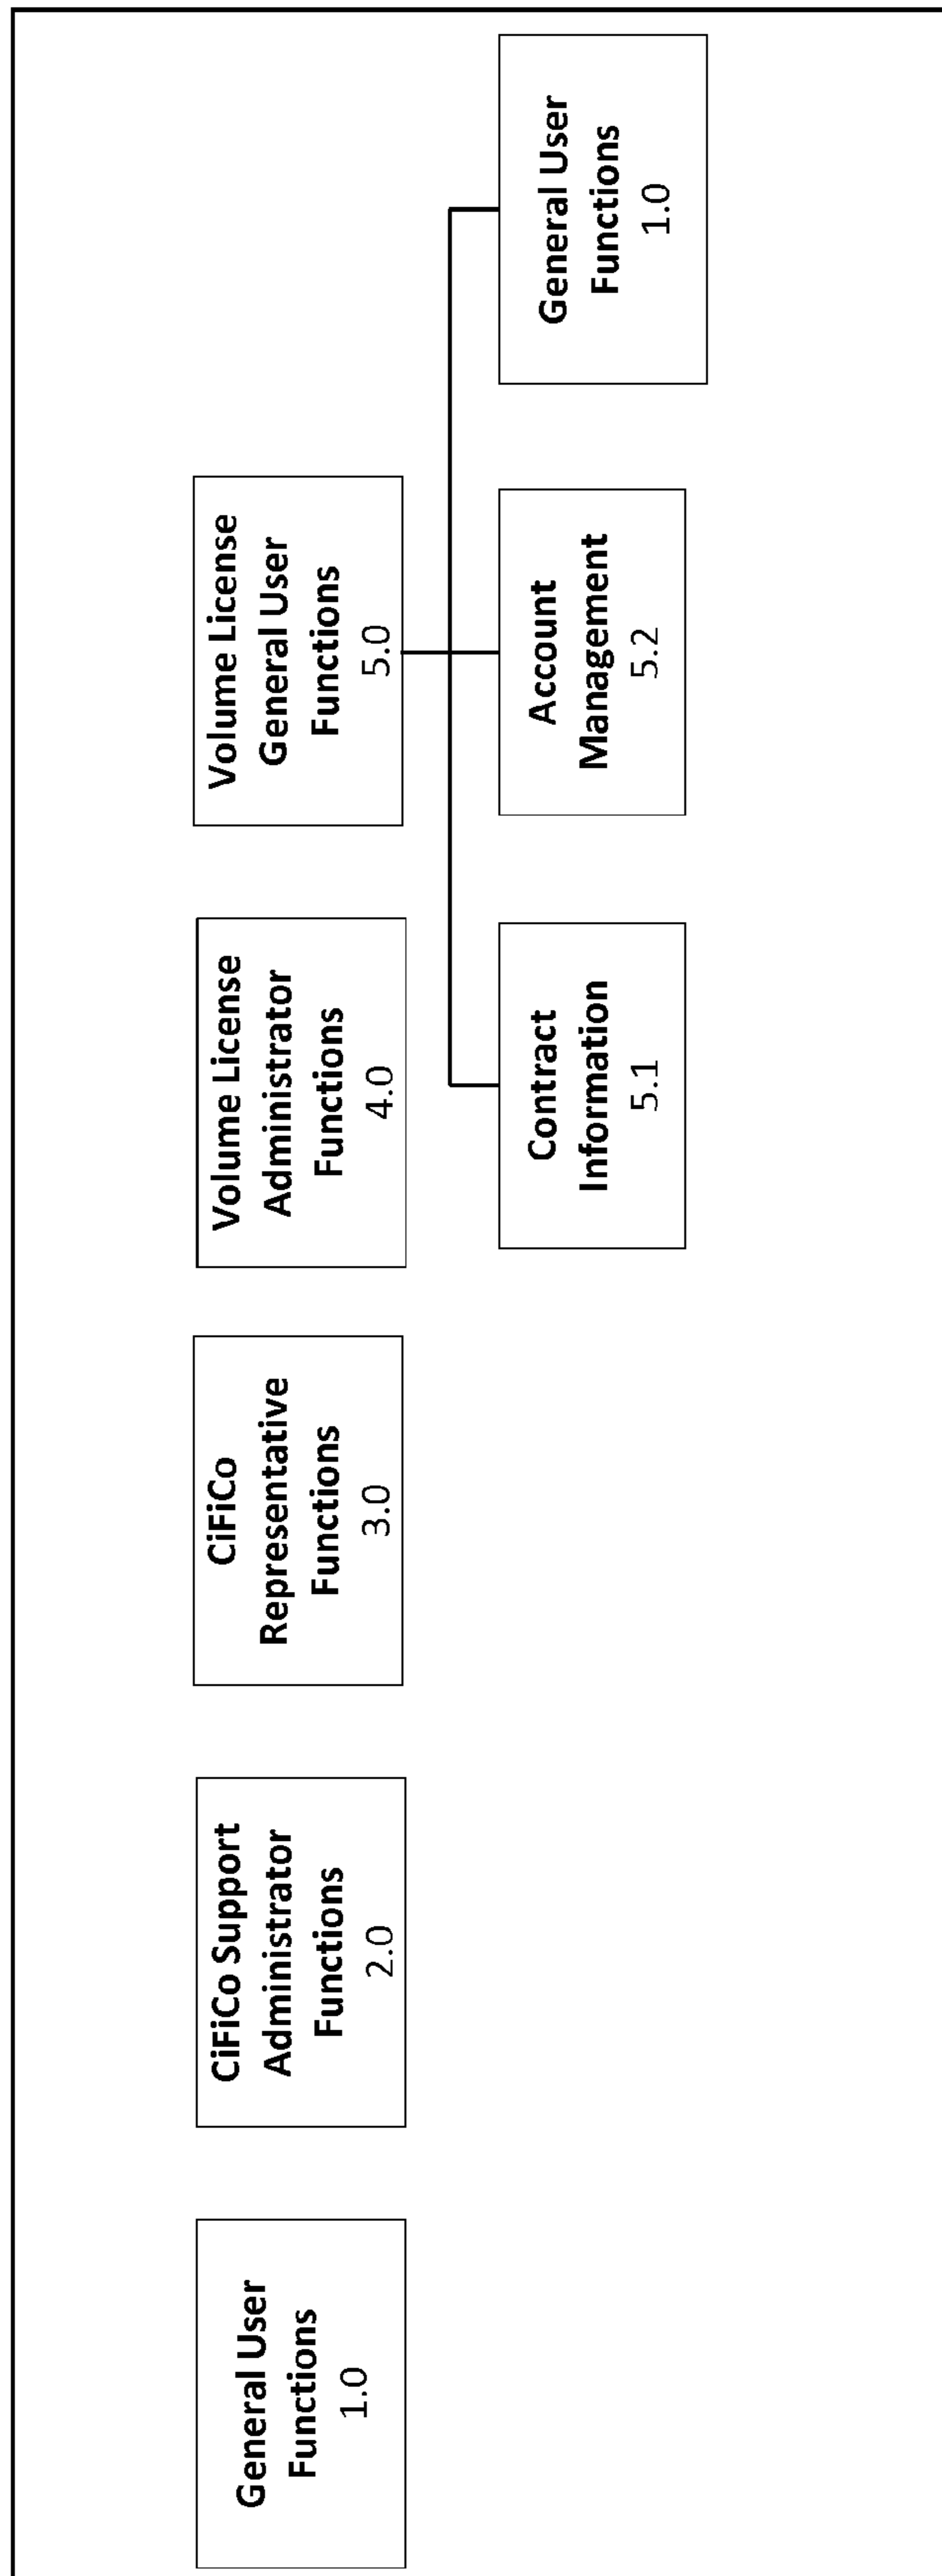 General User
Functions
1.0
CiFiCo Support
Administrator
Functions
2.0
CiFiCo
Representative
Functions
3.0
Volume License
Administrator
Functions
4.0
Volume License
General User
Functions
5.0
Contract
Information
5.1
Account
Management
5.2
General User
Functions
1.0